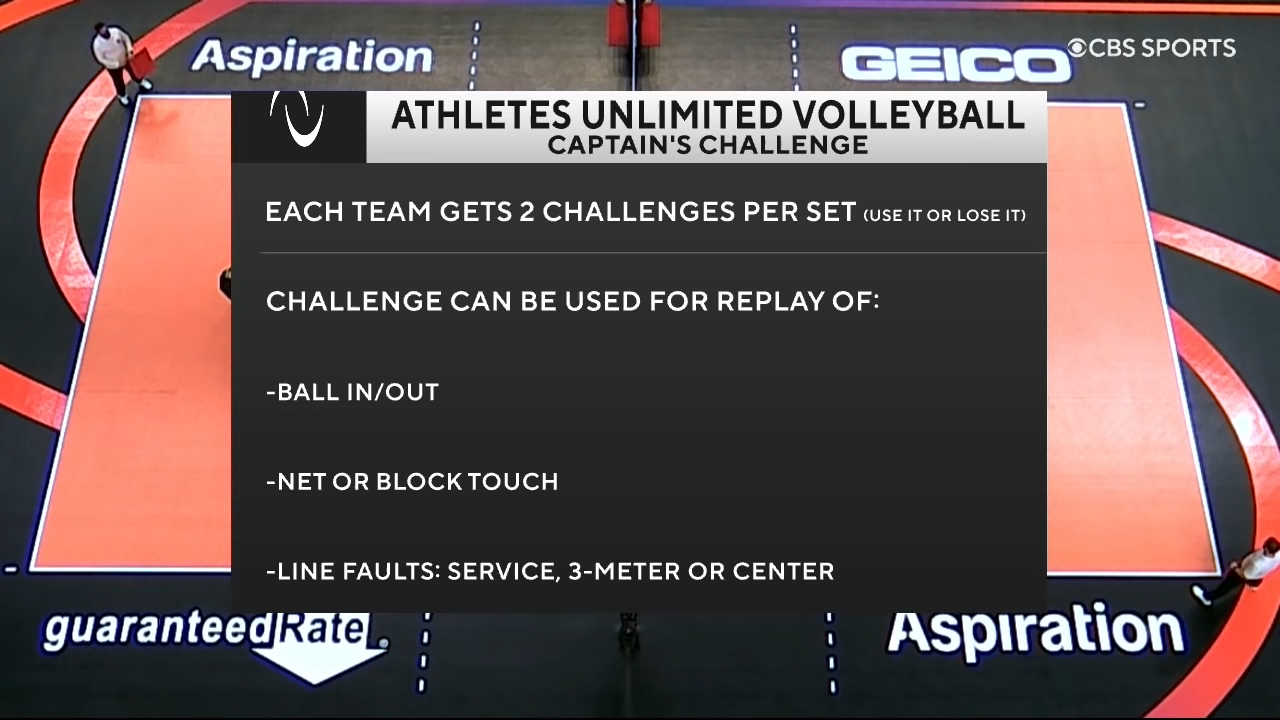 Aspiration
GEICO
CBS SPORTS
ATHLETES UNLIMITED VOLLEYBALL
CAPTAIN'S CHALLENGE
EACH TEAM GETS 2 CHALLENGES PER SET (USE IT OR LOSE IT)
CHALLENGE CAN BE USED FOR REPLAY OF:
-BALL IN/OUT
-NET OR BLOCK TOUCH
-LINE FAULTS: SERVICE, 3-METER OR CENTER
guaranteedRate.
Aspiration